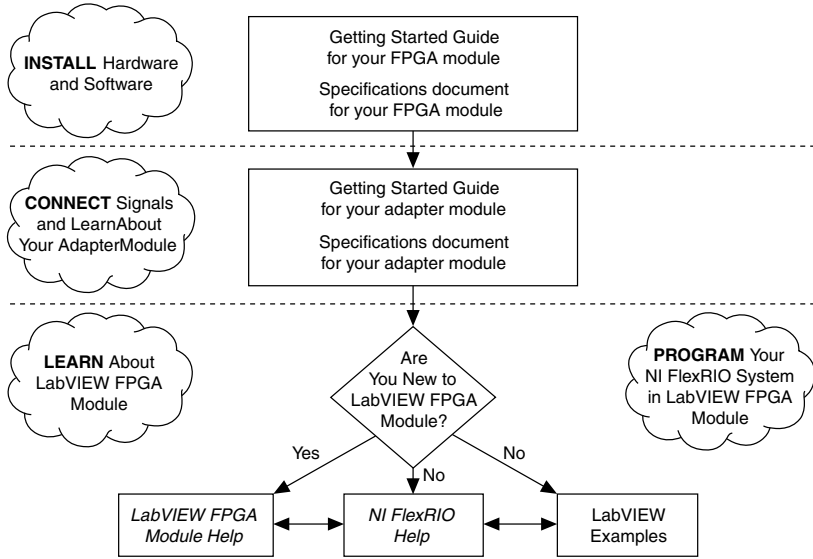 INSTALL Hardware
and Software
Getting Started Guide
for your FPGA module
Specifications document
for your FPGA module
CONNECT Signals
and LearnAbout
Your AdapterModule
Getting Started Guide
for your adapter module
Specifications document
for your adapter module
LEARN About
LabVIEW FPGA
Module
Are
You New to
LabVIEW FPGA
Module?
PROGRAM Your
NI FlexRIO System
in LabVIEW FPGA
Module
Yes
No
No
LabVIEW FPGA
Module Help
NI FlexRIO
Help
LabVIEW
Examples